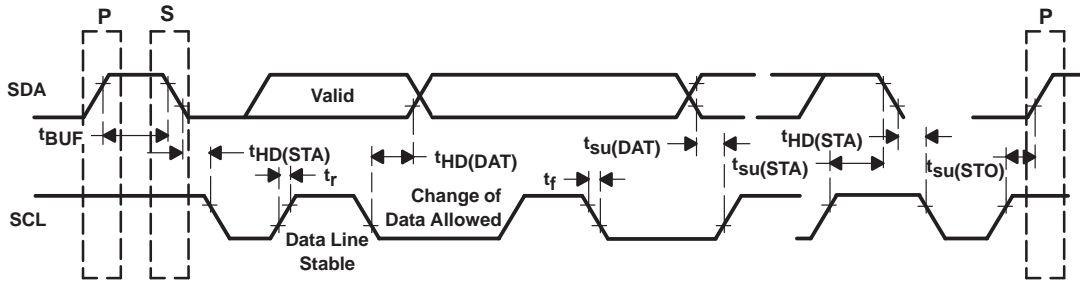 P
S
P
SDA
Valid
tBUF
tHD(STA)
tr
tHD(DAT)
tf
tsu(DAT)
tsu(STA)
tHD(STA)
tsu(STO)
SCL
Change of
Data Allowed
Data Line
Stable